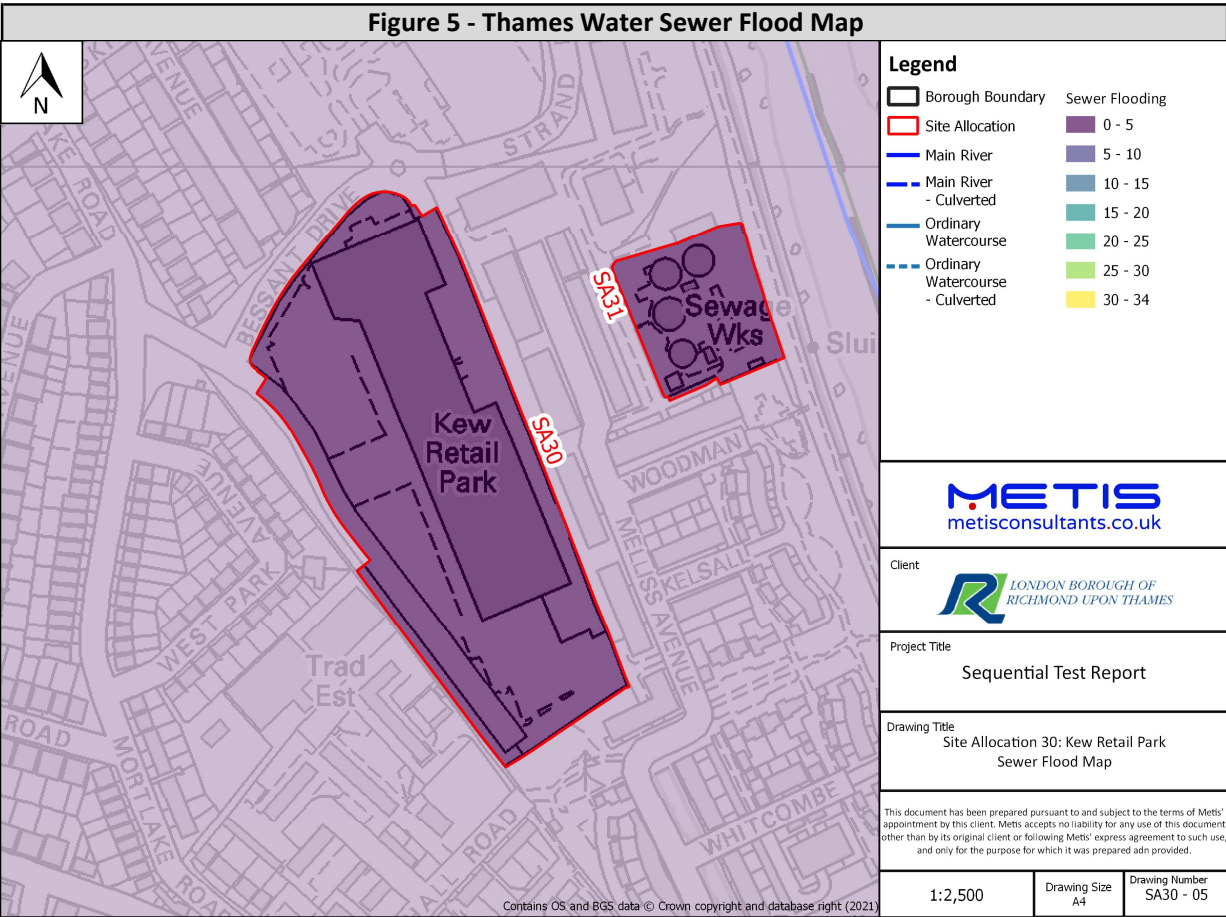 Figure 5 - Thames Water Sewer Flood Map
N
AVENUE
ROAD
STRAND
BESSANT DRIVE
SA31
Sewage
Wks
Slui
Kew
Retail
Park
SA30
WOODMAN
KELSALL
MELLISS AVENUE
AVENUE
AVENUE
WEST PARK
Trad
Est
ROAD
MORTLAKE
ROAD
ROAD
WHITCOMBE
Contains OS and BGS data © Crown copyright and database right (2021)
Legend
Borough Boundary
Site Allocation
Main River
Main River
- Culverted
Ordinary
Watercourse
Ordinary
Watercourse
- Culverted
Sewer Flooding
0 - 5
5 - 10
10 - 15
15 - 20
20 - 25
25 - 30
30 - 34
METIS
metisconsultants.co.uk
Client
LONDON BOROUGH OF
RICHMOND UPON THAMES
Project Title
Sequential Test Report
Drawing Title
Site Allocation 30: Kew Retail Park
Sewer Flood Map
This document has been prepared pursuant to and subject to the terms of Metis'
appointment by this client. Metis accepts no liability for any use of this document
other than by its original client or following Metis' express agreement to such use,
and only for the purpose for which it was prepared adn provided.
1:2,500
Drawing Size
A4
Drawing Number
SA30 - 05